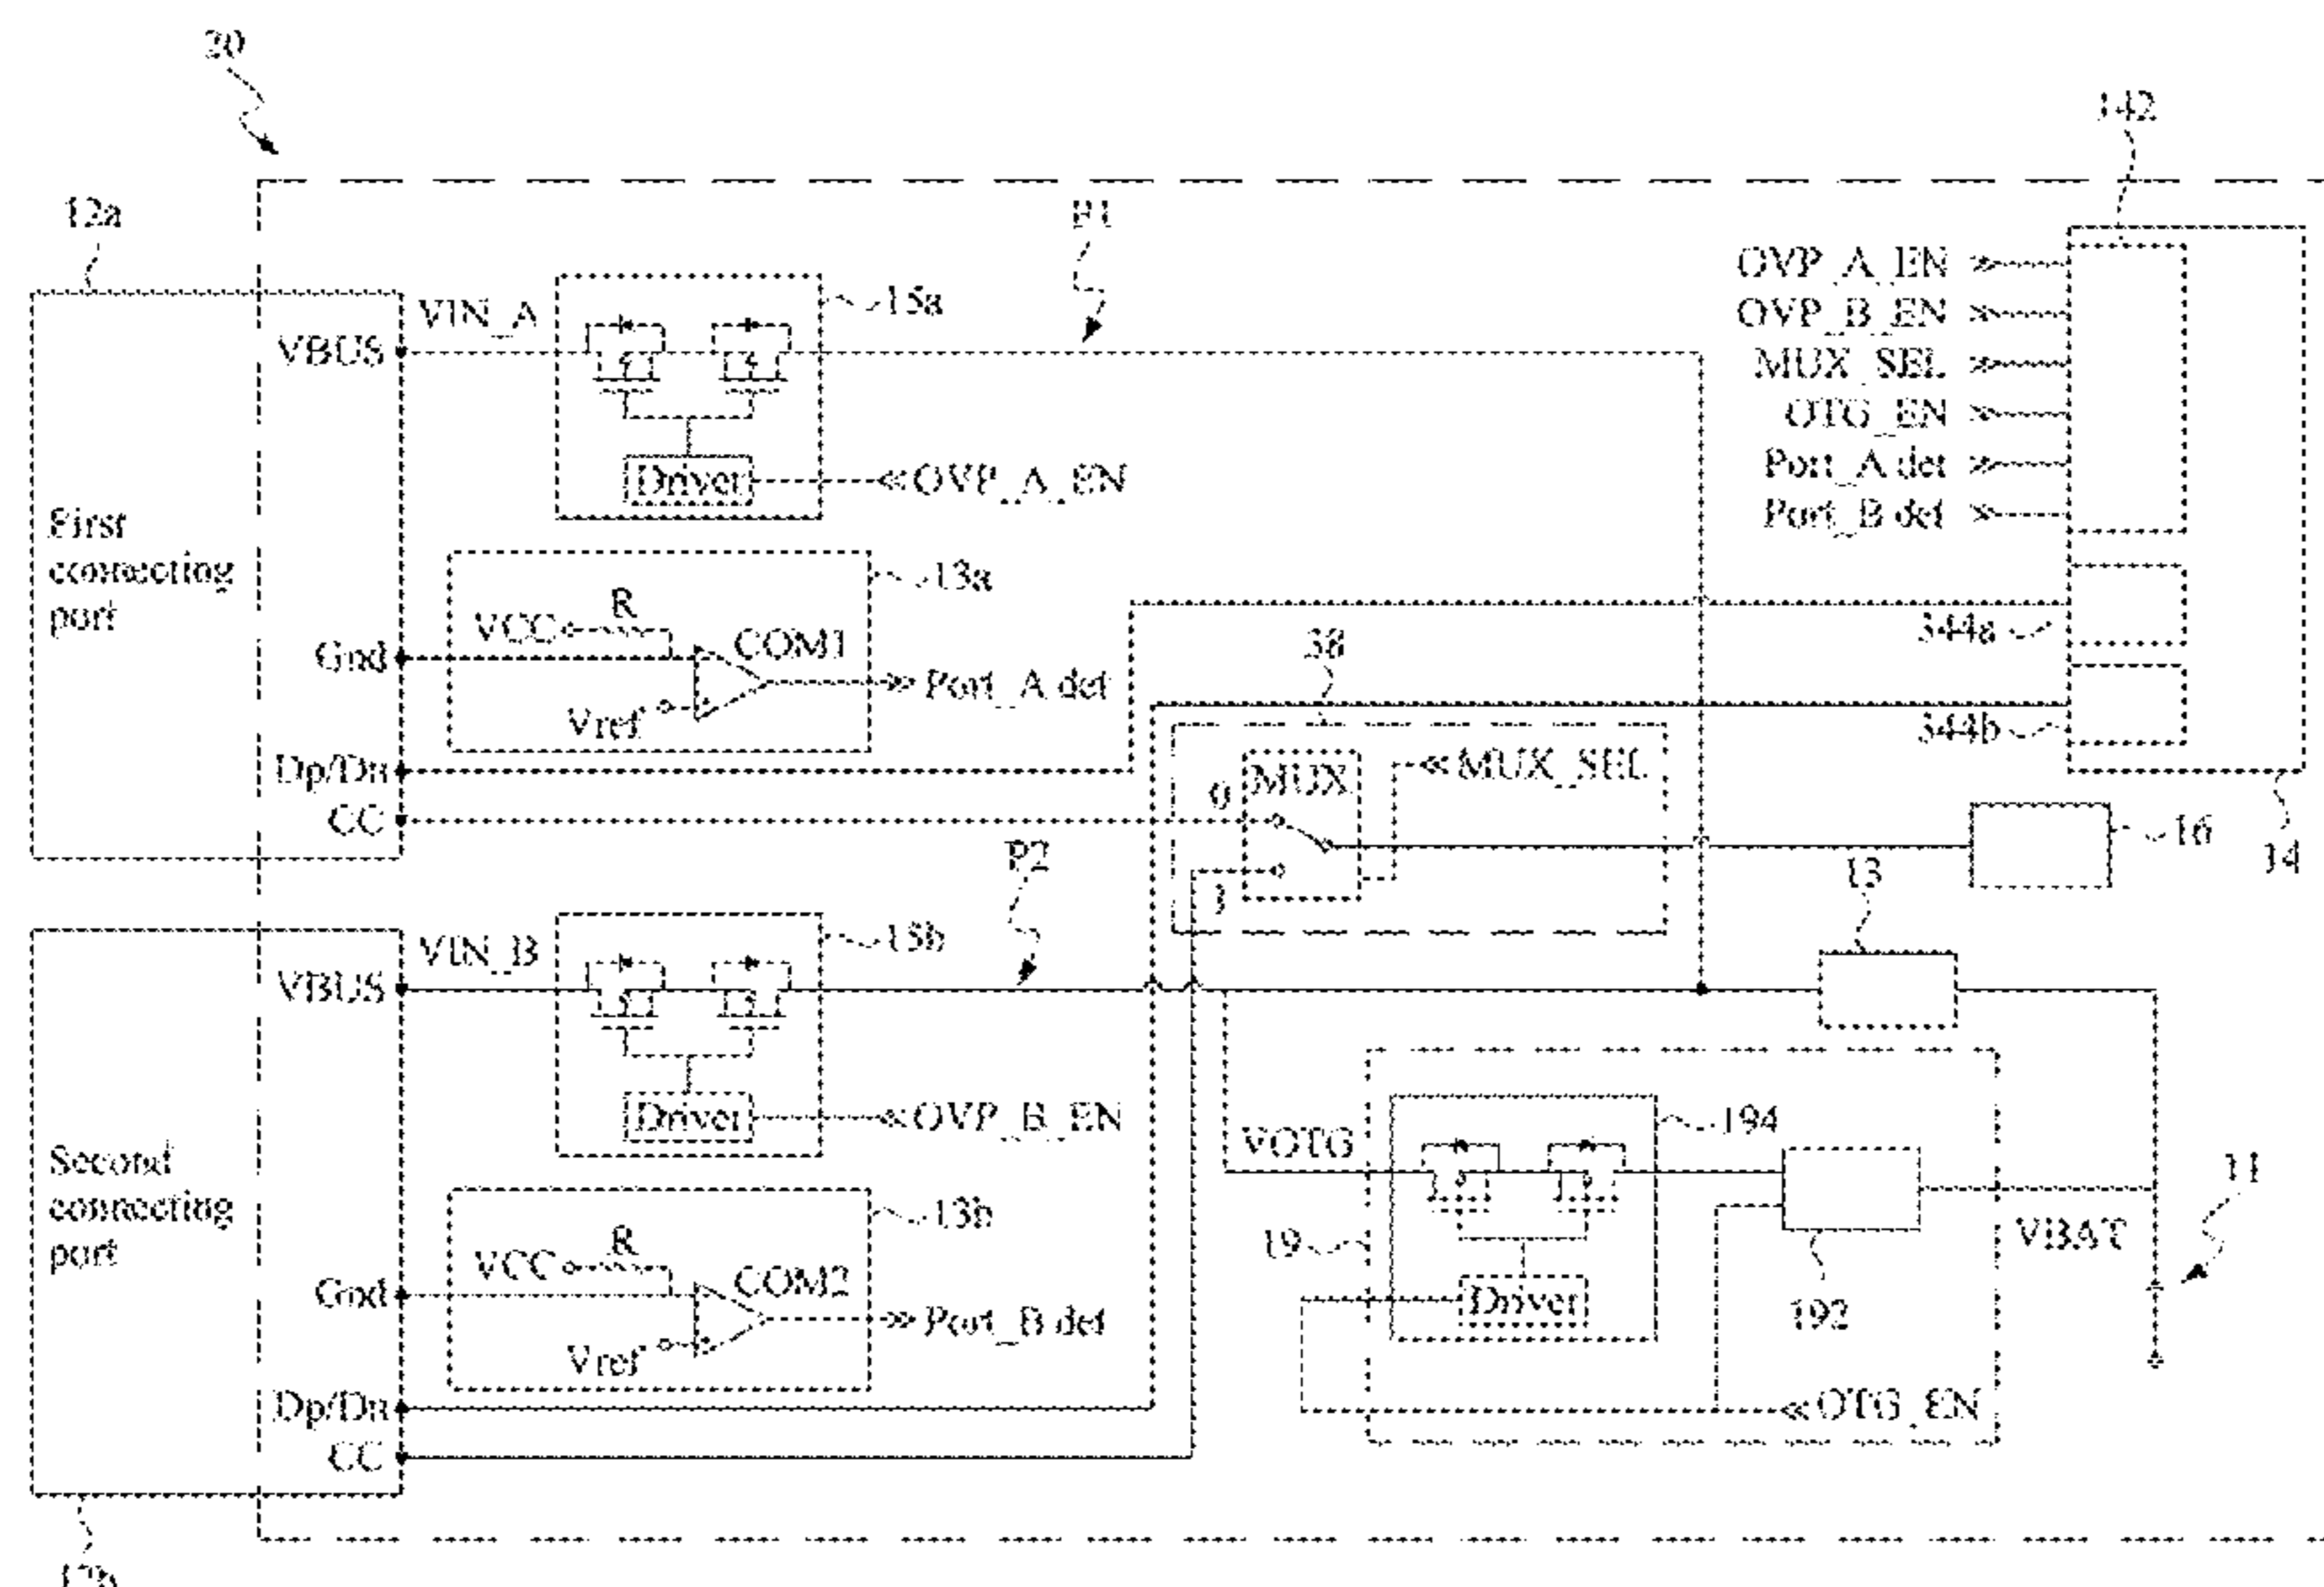 20
142
12a
P1
OVP_A_EN
VIN_A
15a
OVP_B_EN
VBUS
MUX_SEL
OTG_EN
Port_A det
Driver
OVP_A_EN
Port_B det
First
connecting
port
13a
R
VCC
COM1
344a
38
Gnd
Port_A det
Vref
344b
Dp/Dn
MUX
MUX_SEL
0
CC
16
P2
13
14
1
VIN_B
15b
VBUS
Driver
OVP_B_EN
194
VOTG
Second
connecting
port
11
13b
R
19
VBAT
VCC
COM2
Gnd
Driver
192
Port_B det
Vref
Dp/Dn
OTG_EN
CC